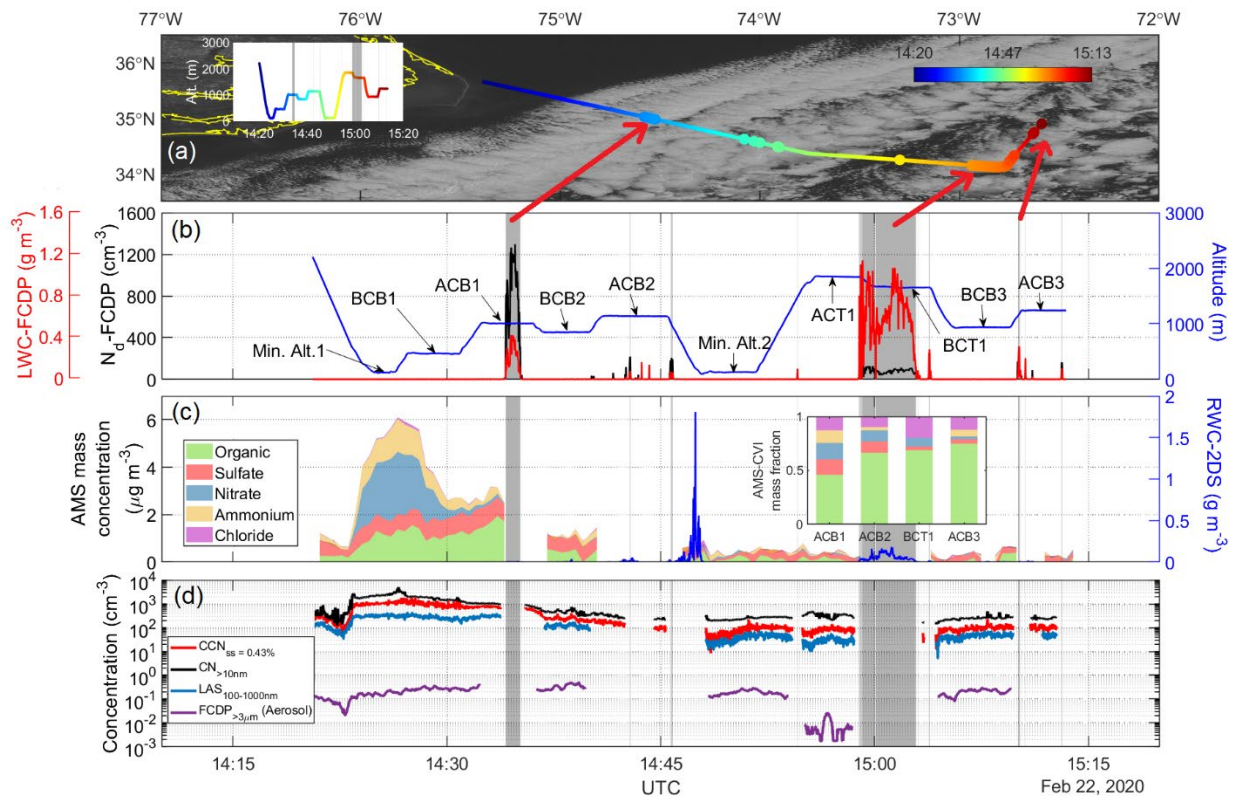 77°W 76°W 75°W 74°W 73°W 72°W
36°N
35°N
34°N
3000
2000
1000
0
Alt. (m)
14:20 14:40 15:00 15:20
14:20 14:47 15:13
(a)
1.6
1.2
0.8
0.4
0
LWC-FCDP (g m⁻³)
1600
1200
800
400
0
N_d-FCDP (cm⁻³)
(b)
Min. Alt.1
BCB1
ACB1
BCB2
ACB2
Min. Alt.2
ACT1
BCT1
BCB3
ACB3
3000
2000
1000
0
Altitude (m)
(c)
6
4
2
0
AMS mass
concentration
(μg m⁻³)
Organic
Sulfate
Nitrate
Ammonium
Chloride
AMS-CVI
mass fraction
1
0.5
0
ACB1 ACB2 BCT1 ACB3
2
1.5
1
0.5
0
RWC-2DS (g m⁻³)
(d)
10⁴
10³
10²
10¹
10⁰
10⁻¹
10⁻²
10⁻³
Concentration (cm⁻³)
CCN ss = 0.43%
CN >10nm
LAS 100-1000nm
FCDP >3μm (Aerosol)
14:15 14:30 14:45 15:00 15:15
UTC
Feb 22, 2020